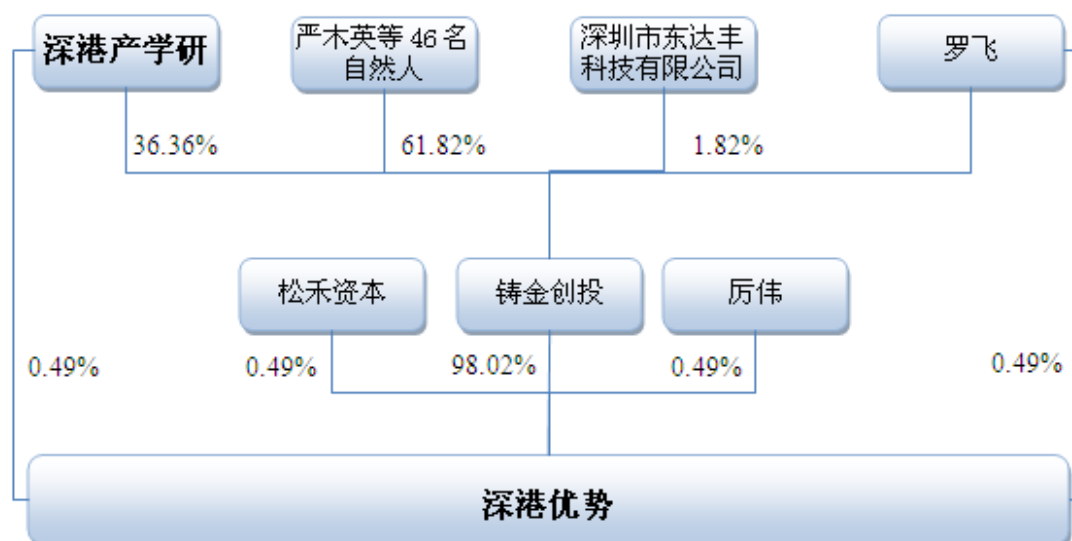 深港产学研
严木英等 46 名
自然人
深圳市东达丰
科技有限公司
罗飞
36.36%
61.82%
1.82%
松禾资本
铸金创投
厉伟
0.49%
0.49%
98.02%
0.49%
0.49%
深港优势